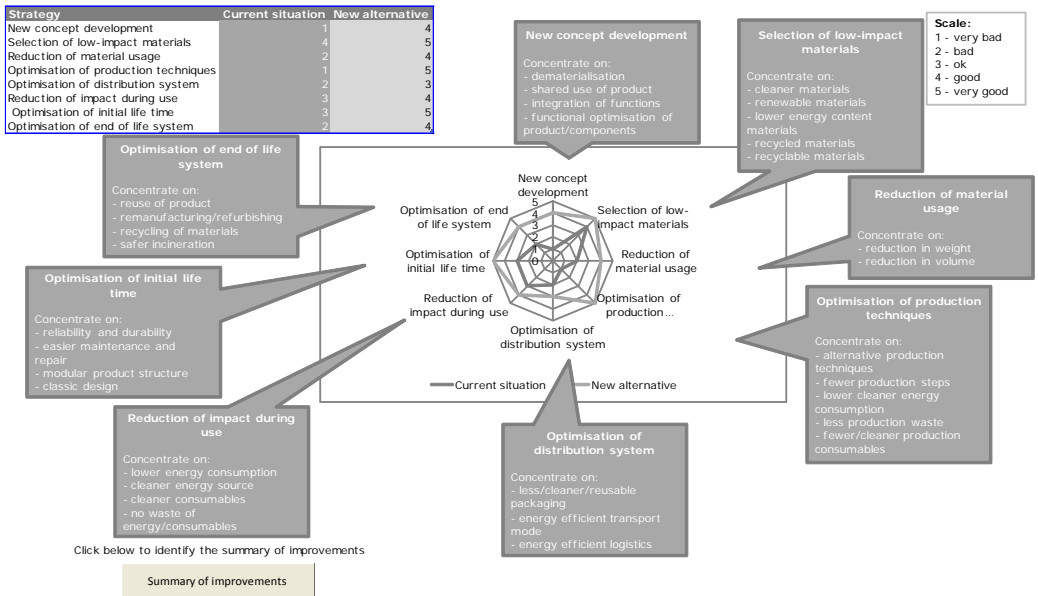 Strategy Current situation New alternative
New concept development 1 4
Selection of low-impact materials 4 5
Reduction of material usage 2 4
Optimisation of production techniques 1 5
Optimisation of distribution system 2 3
Reduction of impact during use 3 4
Optimisation of initial life time 3 5
Optimisation of end of life system 2 4
New concept development
Concentrate on:
- dematerialisation
- shared use of product
- integration of functions
- functional optimisation of
product/components
Selection of low-impact
materials
Concentrate on:
- cleaner materials
- renewable materials
- lower energy content
materials
- recycled materials
- recyclable materials
Scale:
1 - very bad
2 - bad
3 - ok
4 - good
5 - very good
Optimisation of end of life
system
Concentrate on:
- reuse of product
- remanufacturing/refurbishing
- recycling of materials
- safer incineration
Reduction of material
usage
Concentrate on:
- reduction in weight
- reduction in volume
Optimisation of initial life
time
Concentrate on:
- reliability and durability
- easier maintenance and
repair
- modular product structure
- classic design
New concept
development
Selection of low-
impact materials
Reduction of
material usage
Optimisation of
production...
Optimisation of
distribution system
Reduction of
impact during use
Optimisation of
initial life time
Optimisation of end
of life system
5
4
3
2
1
0
Current situation New alternative
Optimisation of production
techniques
Concentrate on:
- alternative production
techniques
- fewer production steps
- lower cleaner energy
consumption
- less production waste
- fewer/cleaner production
consumables
Reduction of impact during
use
Concentrate on:
- lower energy consumption
- cleaner energy source
- cleaner consumables
- no waste of
energy/consumables
Optimisation of
distribution system
Concentrate on:
- less/cleaner/reusable
packaging
- energy efficient transport
mode
- energy efficient logistics
Click below to identify the summary of improvements
Summary of improvements